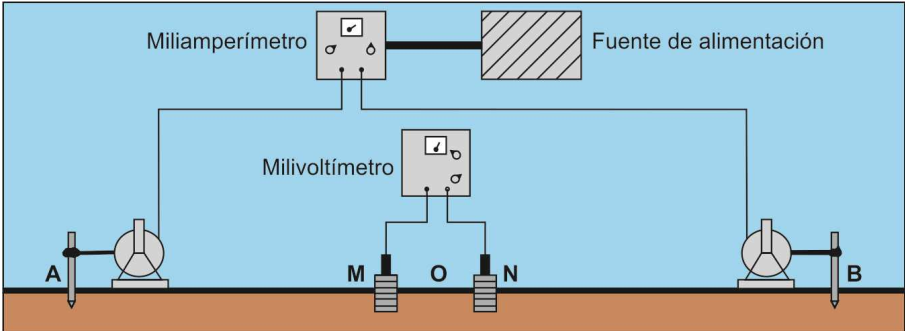 Miliamperímetro
Fuente de alimentación
Milivoltímetro
A M O N B